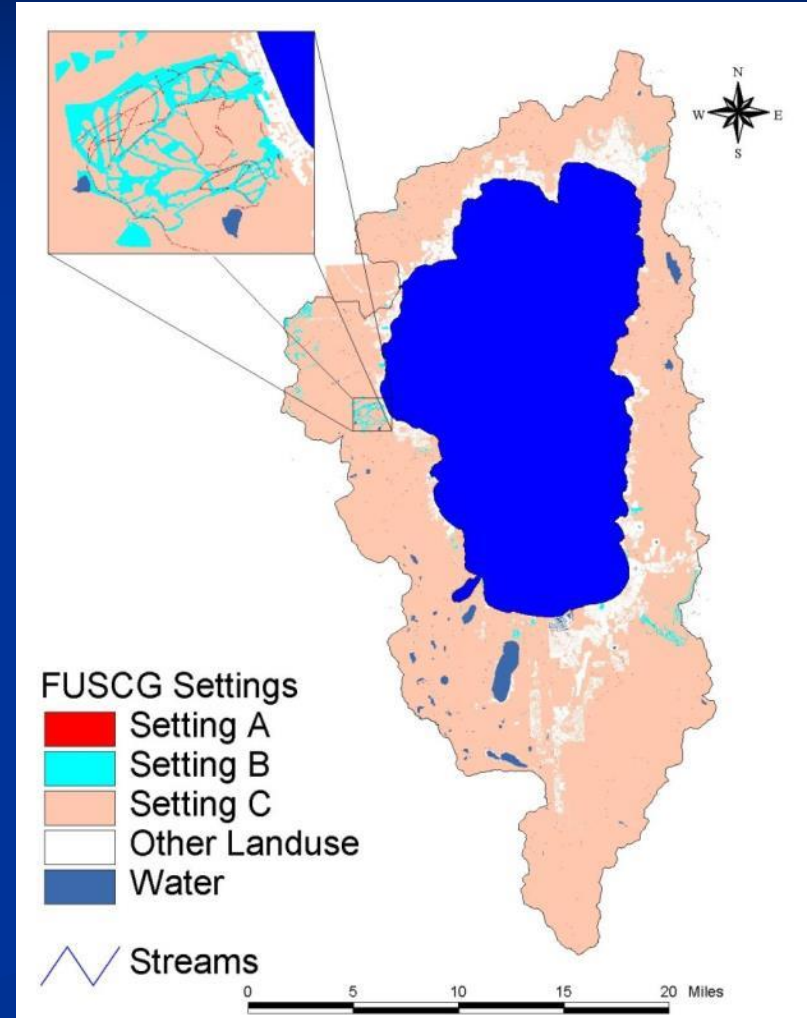 N
W E
S
FUSCG Settings
Setting A
Setting B
Setting C
Other Landuse
Water
Streams
0 5 10 15 20 Miles